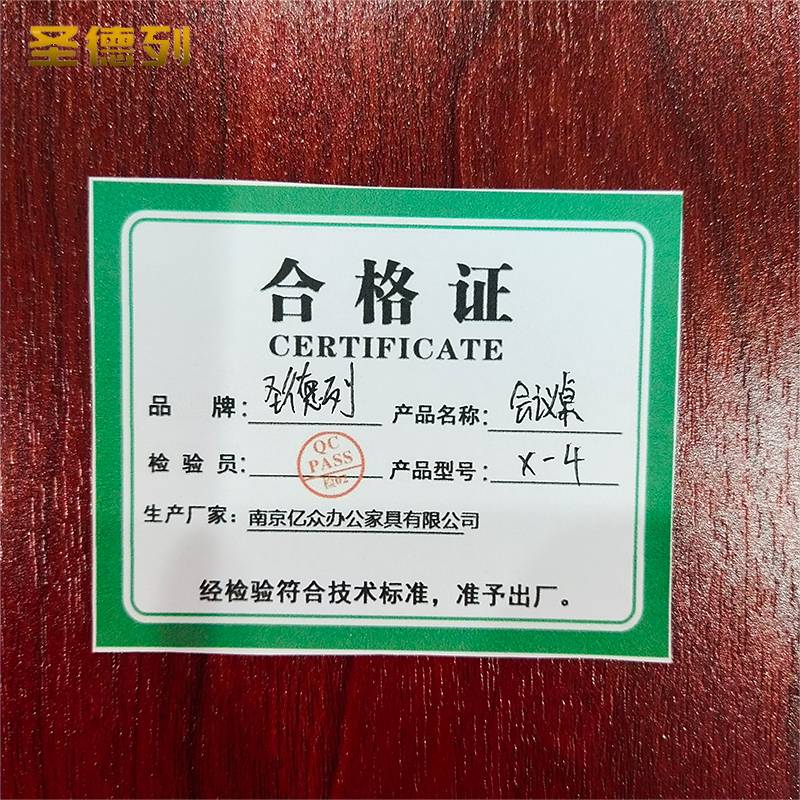 圣德列
合格证
CERTIFICATE
品 牌：圣德列 产品名称：会议桌
检 验 员： QC PASS 产品型号：X-4
生产厂家：南京亿众办公家具有限公司
经检验符合技术标准，准予出厂。